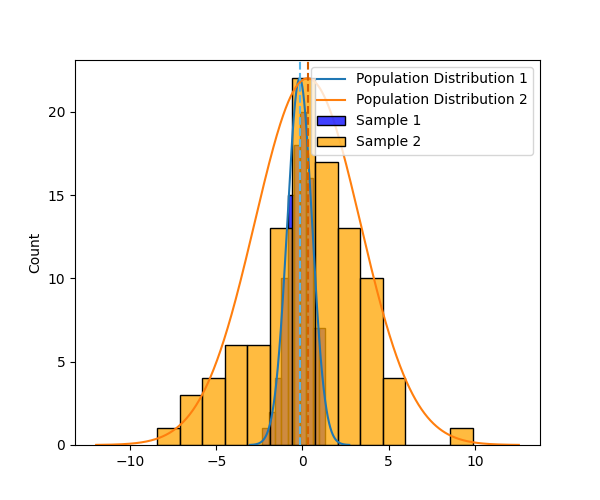 Population Distribution 1
Population Distribution 2
Sample 1
Sample 2
Count
20
15
10
5
0
−10
−5
0
5
10